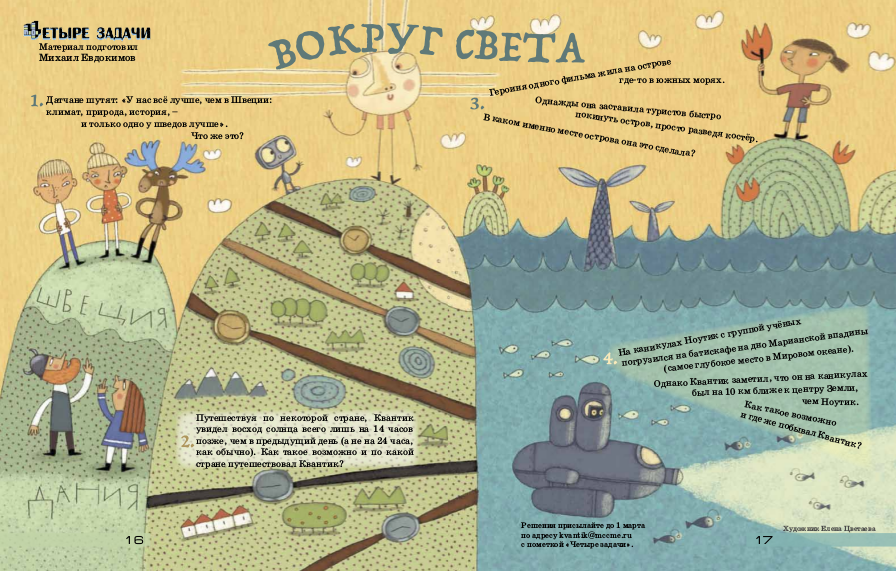 ЧЕТЫРЕ ЗАДАЧИ
Материал подготовил
Михаил Евдокимов
ВОКРУГ СВЕТА
1. Датчане шутят: «У нас всё лучше, чем в Швеции:
климат, природа, история, –
и только одно у шведов лучше».
Что же это?
ШВЕЦИЯ
ДАНИЯ
2. Путешествуя по некоторой стране, Квантик
увидел восход солнца всего лишь на 14 часов
позже, чем в предыдущий день (а не на 24 часа,
как обычно). Как такое возможно и по какой
стране путешествовал Квантик?
16
3. Героиня одного фильма жила на острове
где-то в южных морях.
Однажды она заставила туристов быстро
покинуть остров, просто разведя костёр.
В каком именно месте острова она это сделала?
4. На каникулах Ноутик с группой учёных
погрузился на батискафе на дно Марианской впадины
(самое глубокое место в Мировом океане).
Однако Квантик заметил, что он на каникулах
был на 10 км ближе к центру Земли,
чем Ноутик.
Как такое возможно
и где же побывал Квантик?
Решения присылайте до 1 марта
по адресу kvantik@mccme.ru
с пометкой «Четыре задачи».
Художник Елена Цветаева
17